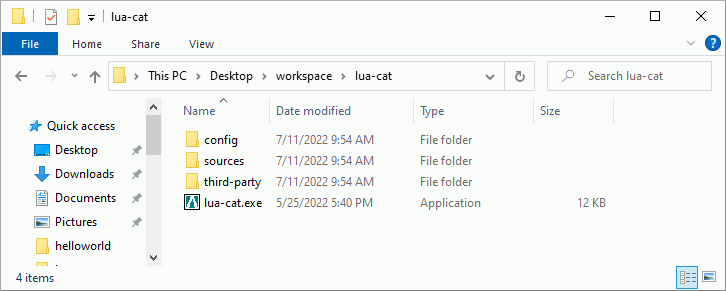 lua-cat
File Home Share View
This PC Desktop workspace lua-cat Search lua-cat
Name Date modified Type Size
Quick access
Desktop
Downloads
Documents
Pictures
helloworld
config 7/11/2022 9:54 AM File folder
sources 7/11/2022 9:54 AM File folder
third-party 7/11/2022 9:54 AM File folder
lua-cat.exe 5/25/2022 5:40 PM Application 12 KB
4 items